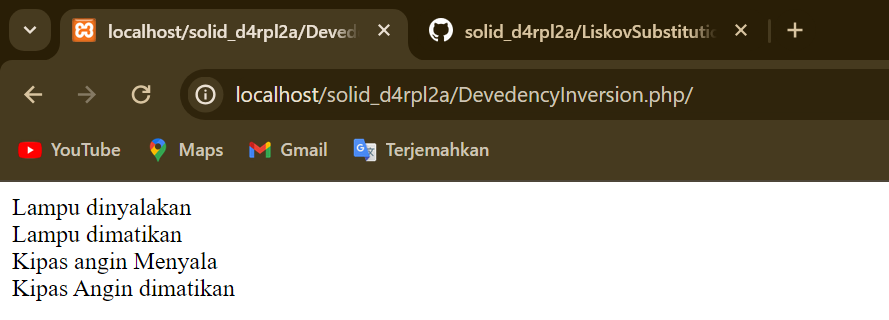 localhost/solid_d4rpl2a/Deved
solid_d4rpl2a/LiskovSubstitutio
localhost/solid_d4rpl2a/DevedencyInversion.php/
YouTube Maps Gmail Terjemahkan
Lampu dinyalakan
Lampu dimatikan
Kipas angin Menyala
Kipas Angin dimatikan